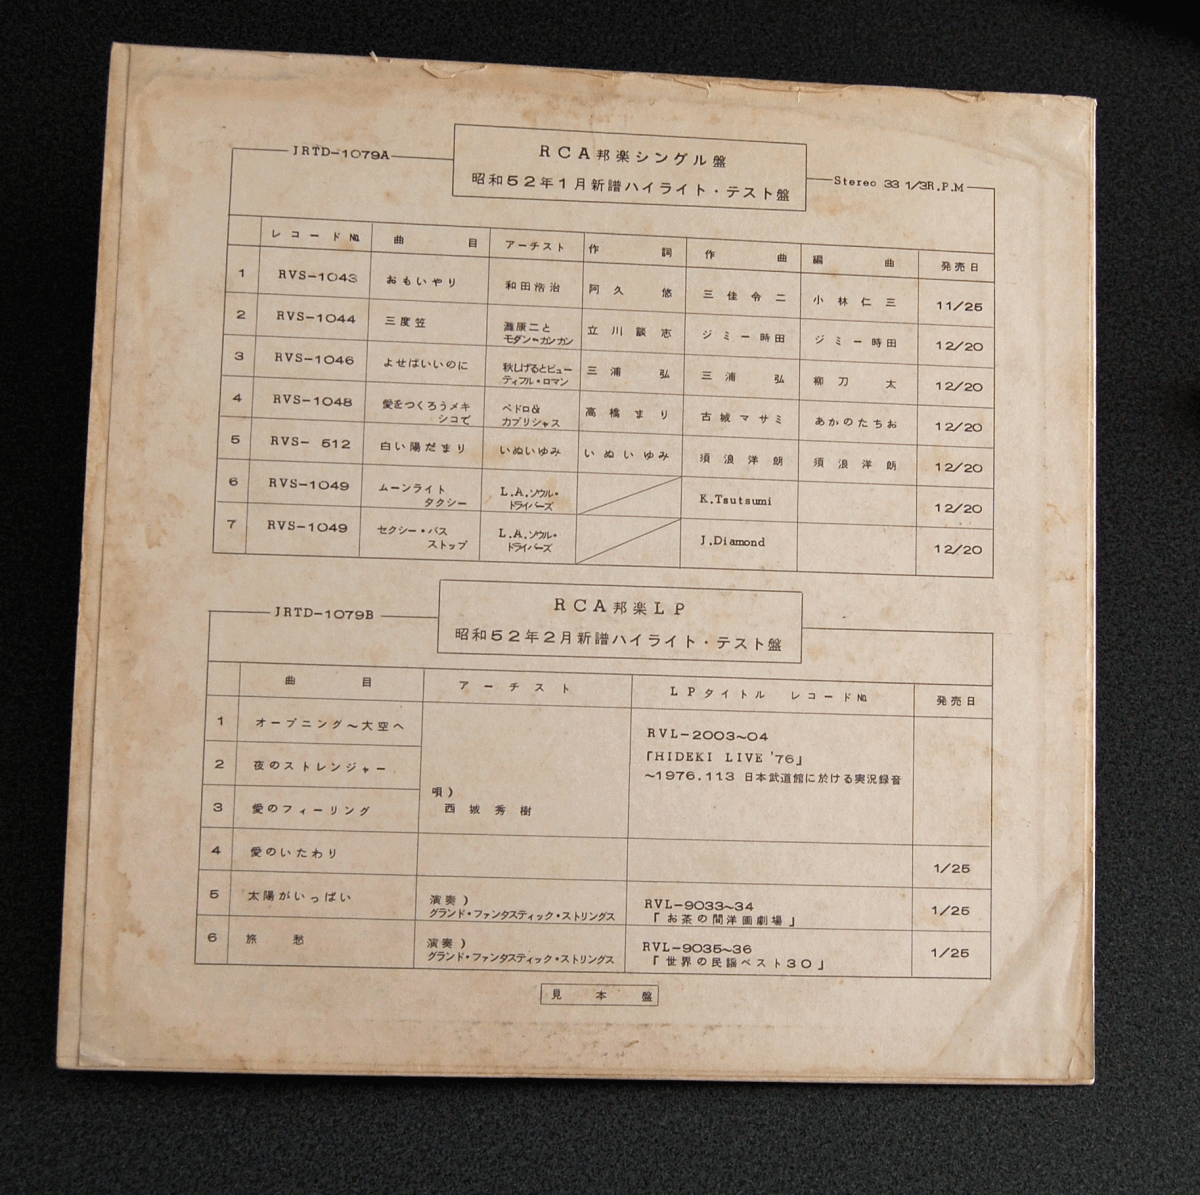 JRTD-1079A
RCA邦楽シングル盤
昭和52年1月新譜ハイライト・テスト盤
Stereo 33 1/3R.P.M
レコード№ 曲目 アーチスト 作詞 作曲 編曲 発売日
1 RVS-1043 おもいやり 和田浩治 阿久悠 三佳令二 小林仁三 11/25
2 RVS-1044 三度笠 灘康二とモダン=カンカン 立川談志 ジミー時田 ジミー時田 12/20
3 RVS-1046 よせばいいのに 秋しげるとビューティフル・ロマン 三浦弘 三浦弘 柳刀太 12/20
4 RVS-1048 愛をつくろうメキシコで ペドロ&カプリシャス 高橋まり 古城マサミ あかのたちお 12/20
5 RVS- 512 白い陽だまり いぬいゆみ いぬいゆみ 須浪洋朗 須浪洋朗 12/20
6 RVS-1049 ムーンライトタクシー L.A.ソウル・ドライバーズ K.Tsutsumi 12/20
7 RVS-1049 セクシー・バスストップ L.A.ソウル・ドライバーズ J.Diamond 12/20
JRTD-1079B
RCA邦楽LP
昭和52年2月新譜ハイライト・テスト盤
曲目 アーチスト LPタイトル レコード№ 発売日
1 オープニング〜大空へ
2 夜のストレンジャー
3 愛のフィーリング
唄)
西城秀樹
RVL-2003〜04
「HIDEKI LIVE '76」
〜1976.113 日本武道館に於ける実況録音
4 愛のいたわり 1/25
5 太陽がいっぱい 演奏) グランド・ファンタスティック・ストリングス RVL-9033〜34 「お茶の間洋画劇場」 1/25
6 旅愁 演奏) グランド・ファンタスティック・ストリングス RVL-9035〜36 「世界の民謡ベスト30」 1/25
見本盤